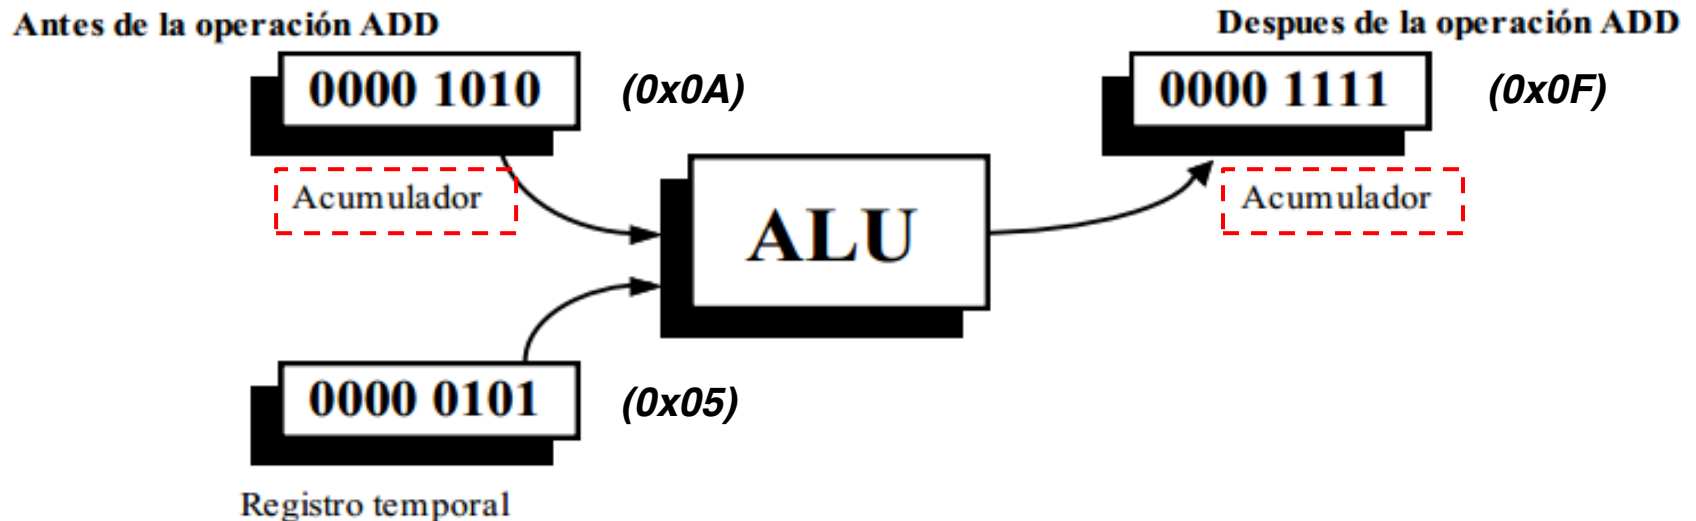 Antes de la operación ADD
Despues de la operación ADD
0000 1010
(0x0A)
0000 1111
(0x0F)
Acumulador
Acumulador
ALU
0000 0101
(0x05)
Registro temporal